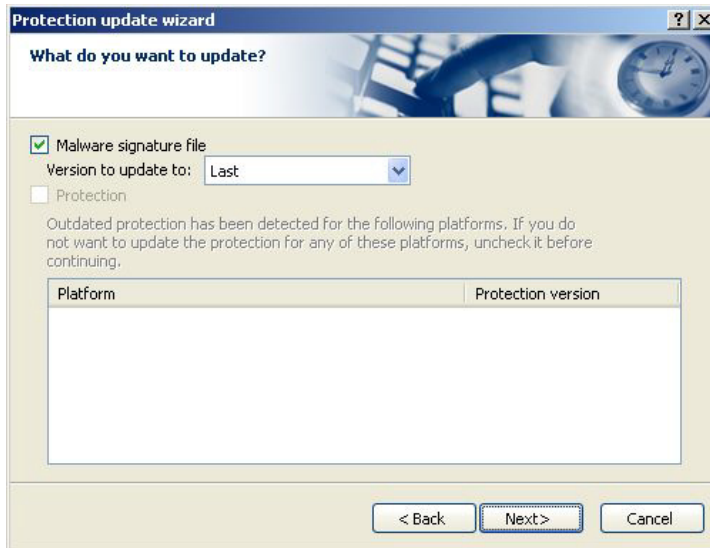 Protection update wizard
What do you want to update?
Malware signature file
Version to update to: Last
Protection
Outdated protection has been detected for the following platforms. If you do
not want to update the protection for any of these platforms, uncheck it before
continuing.
Platform Protection version
< Back Next> Cancel